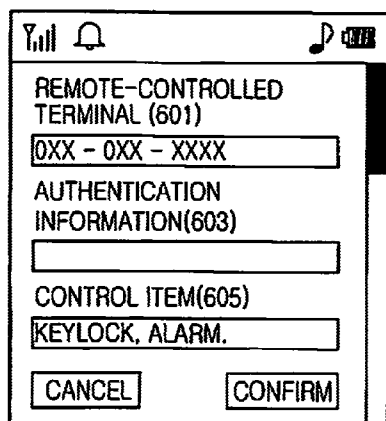 REMOTE-CONTROLLED
TERMINAL (601)
0XX - 0XX - XXXX
AUTHENTICATION
INFORMATION(603)
CONTROL ITEM(605)
KEYLOCK, ALARM.
CANCEL CONFIRM